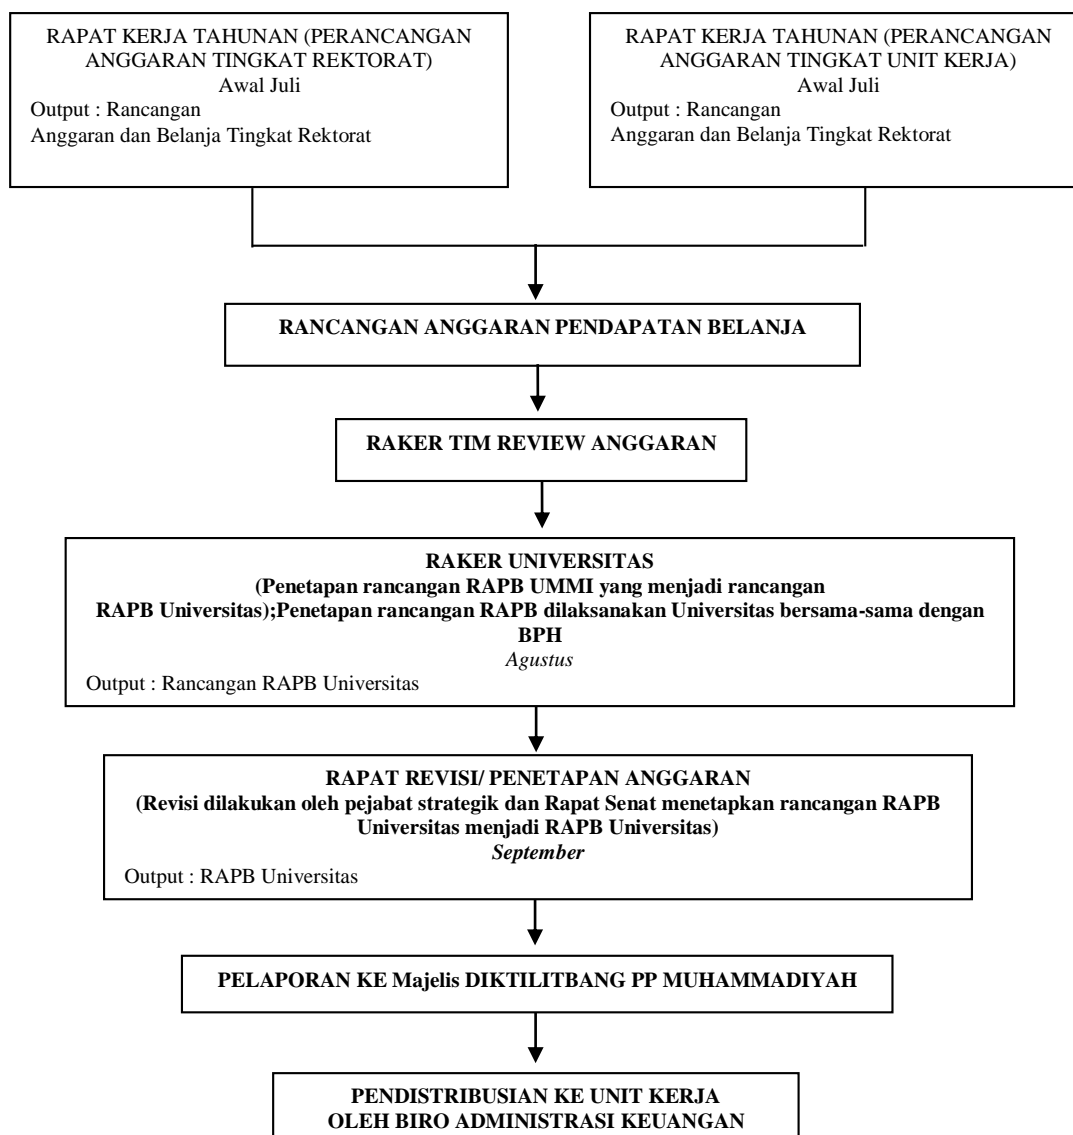 RAPAT KERJA TAHUNAN (PERANCANGAN
ANGGARAN TINGKAT REKTORAT)
Awal Juli
Output : Rancangan
Anggaran dan Belanja Tingkat Rektorat
RAPAT KERJA TAHUNAN (PERANCANGAN
ANGGARAN TINGKAT UNIT KERJA)
Awal Juli
Output : Rancangan
Anggaran dan Belanja Tingkat Rektorat
RANCANGAN ANGGARAN PENDAPATAN BELANJA
RAKER TIM REVIEW ANGGARAN
RAKER UNIVERSITAS
(Penetapan rancangan RAPB UMMI yang menjadi rancangan
RAPB Universitas);Penetapan rancangan RAPB dilaksanakan Universitas bersama-sama dengan
BPH
Agustus
Output : Rancangan RAPB Universitas
RAPAT REVISI/ PENETAPAN ANGGARAN
(Revisi dilakukan oleh pejabat strategik dan Rapat Senat menetapkan rancangan RAPB
Universitas menjadi RAPB Universitas)
September
Output : RAPB Universitas
PELAPORAN KE Majelis DIKTILITBANG PP MUHAMMADIYAH
PENDISTRIBUSIAN KE UNIT KERJA
OLEH BIRO ADMINISTRASI KEUANGAN